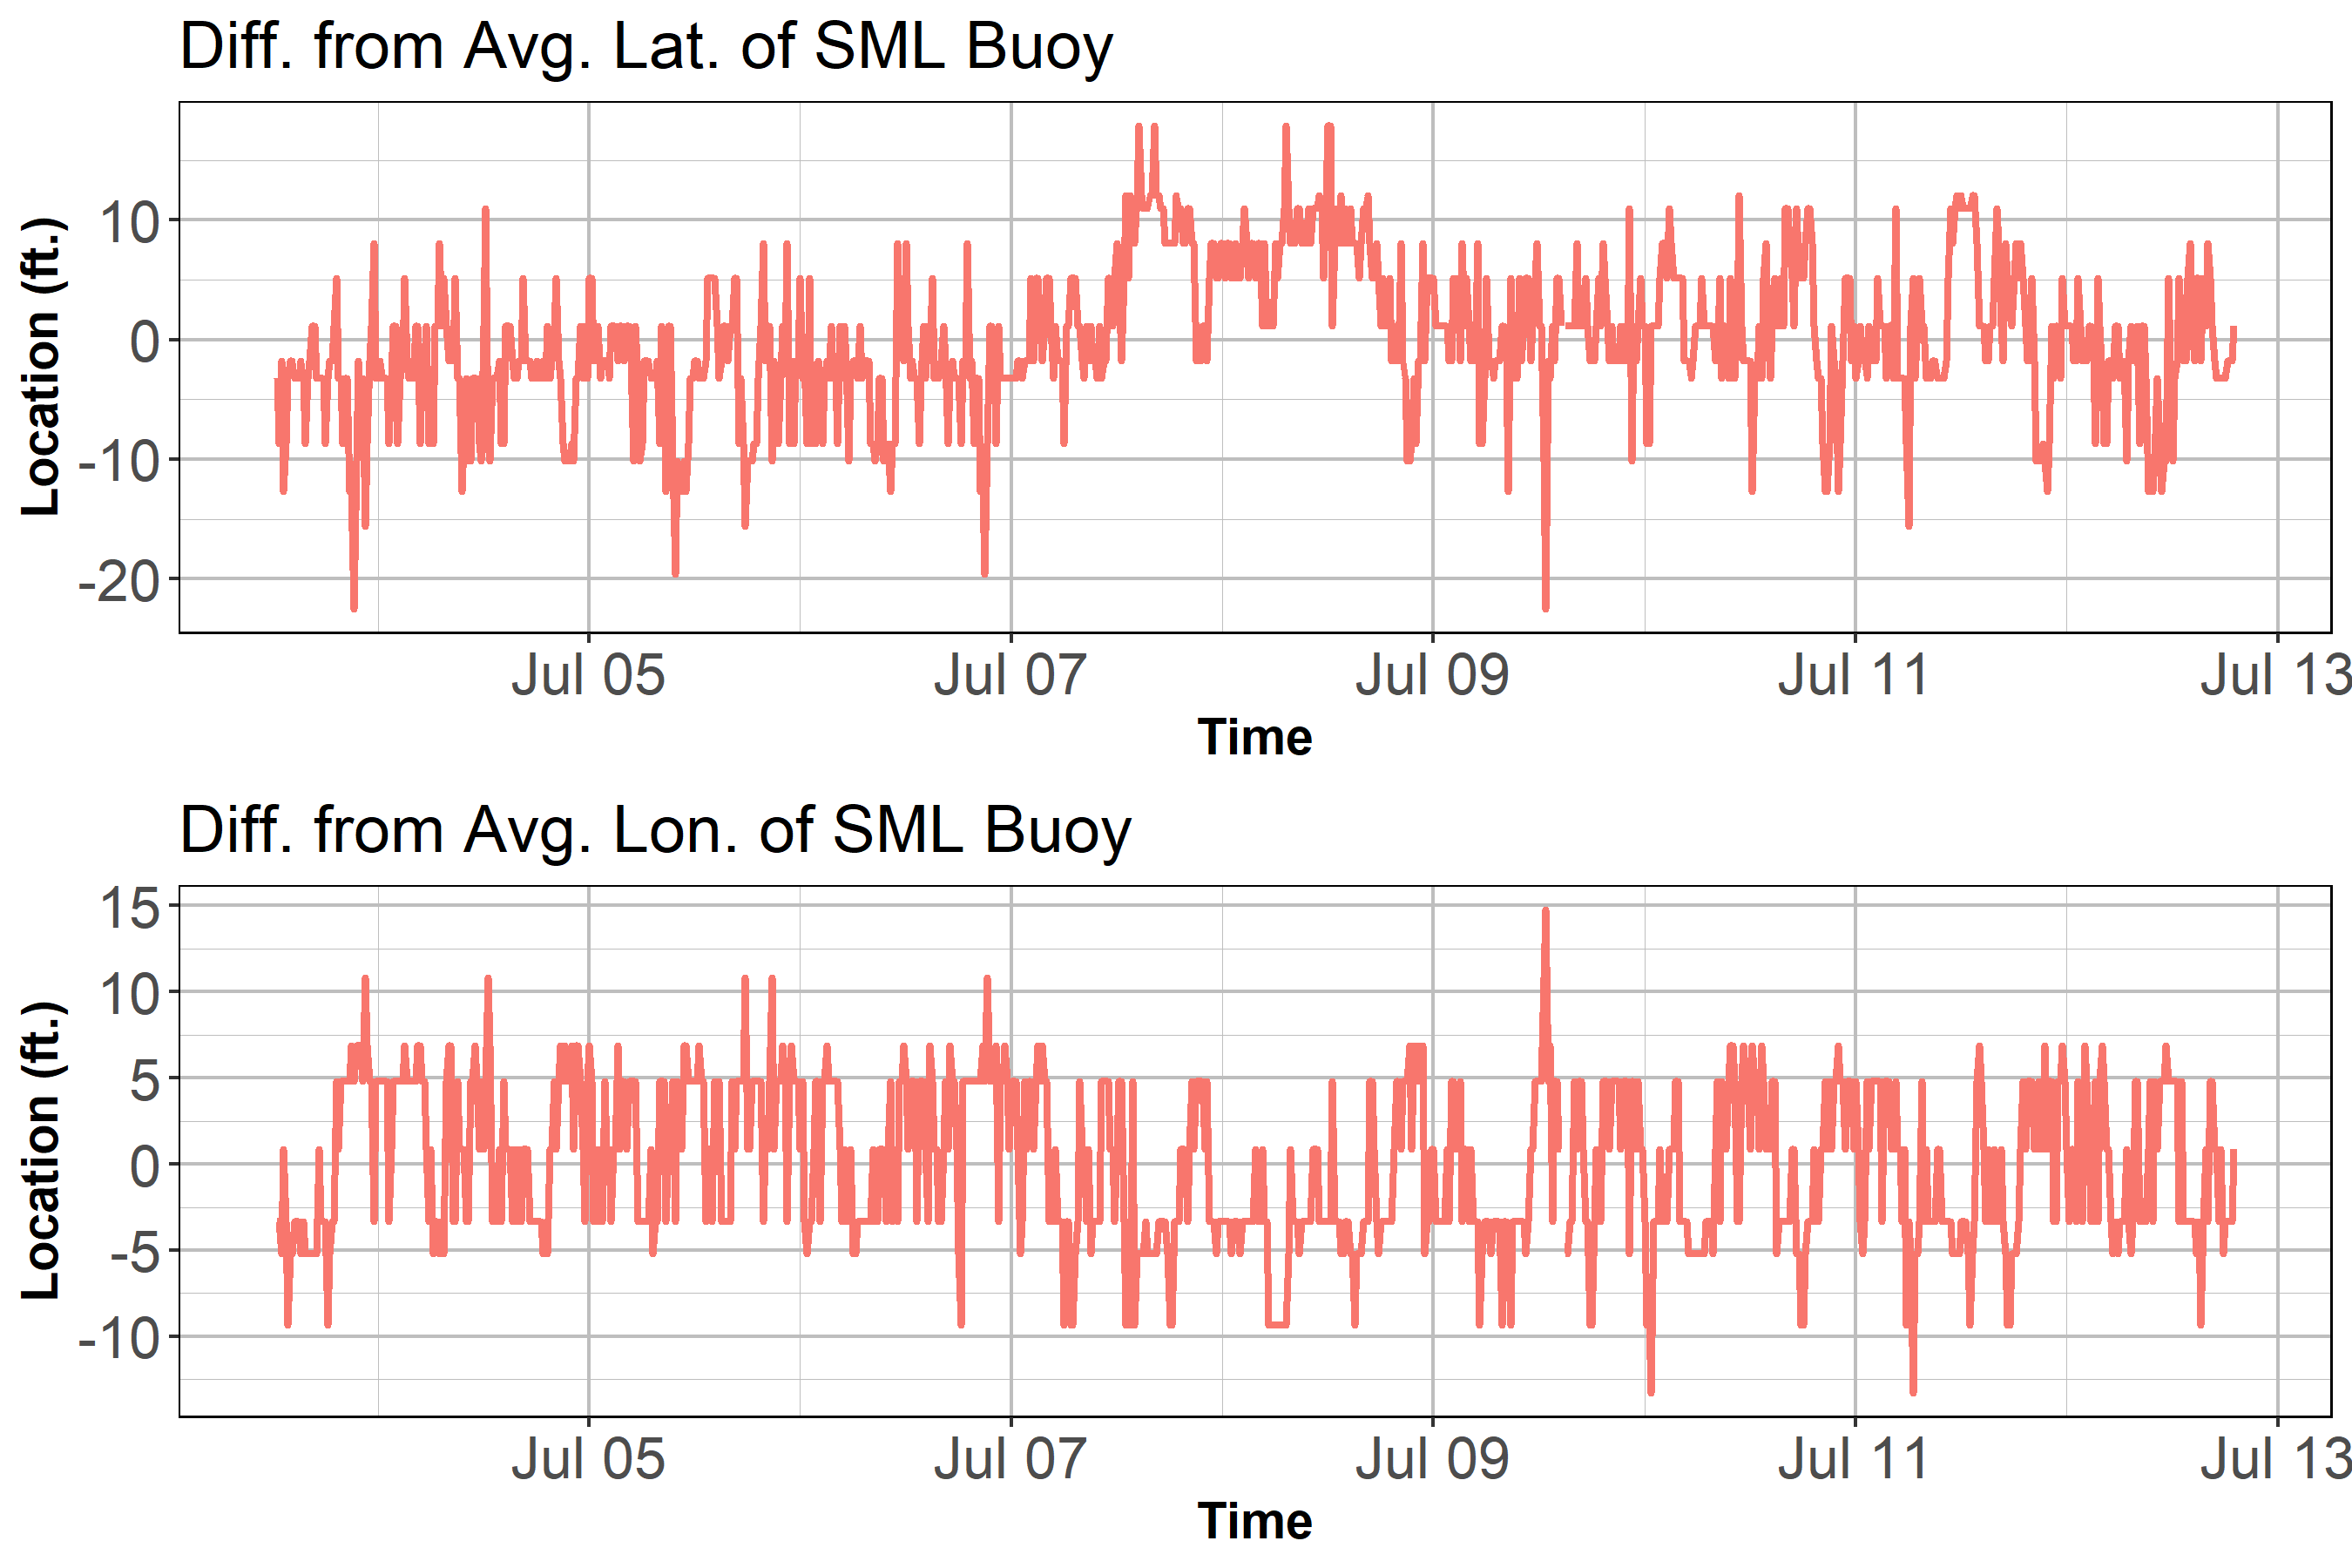 Diff. from Avg. Lat. of SML Buoy
Location (ft.)
10
0
-10
-20
Jul 05 Jul 07 Jul 09 Jul 11 Jul 13
Time
Diff. from Avg. Lon. of SML Buoy
Location (ft.)
15
10
5
0
-5
-10
Jul 05 Jul 07 Jul 09 Jul 11 Jul 13
Time